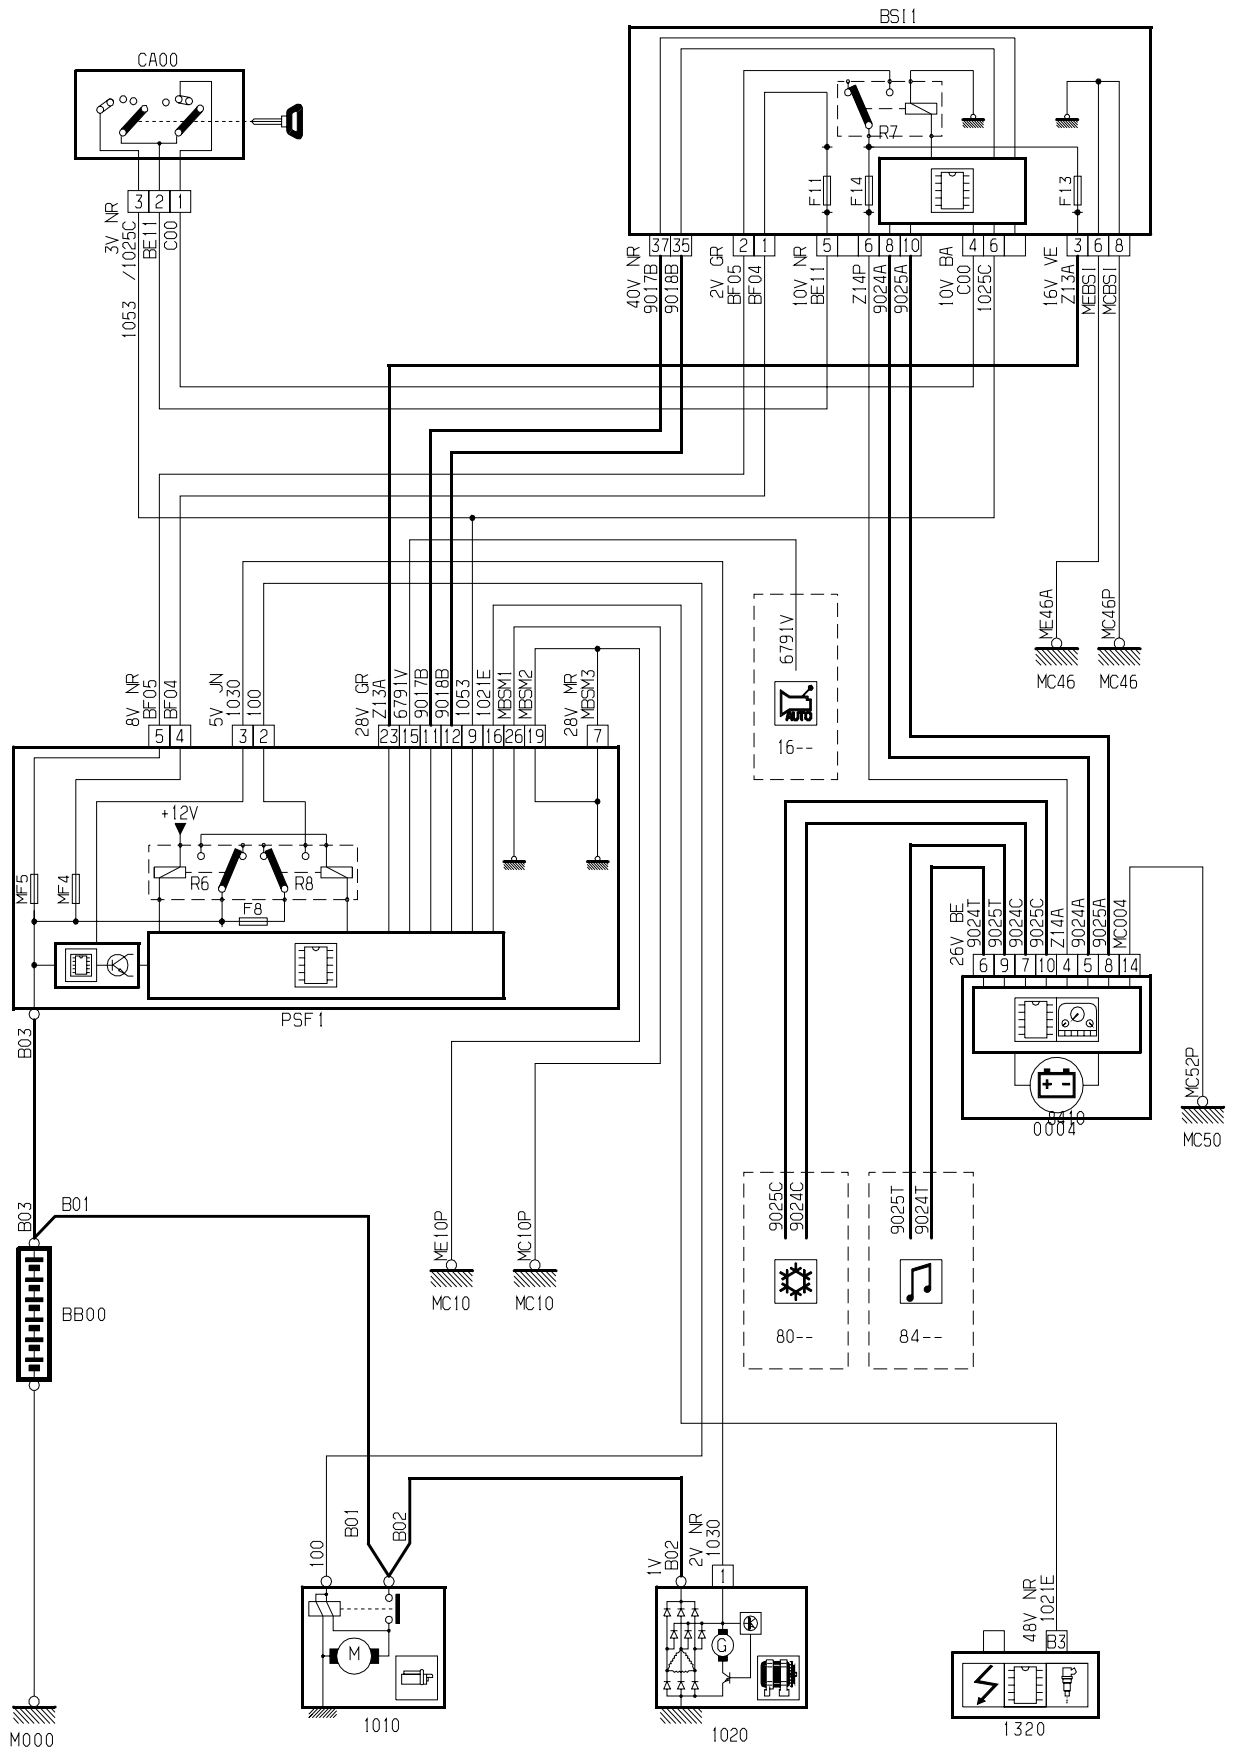 BSI1
CA00
R7
F11
F14
F13
3 2 1
3V NR
1053 /1025C
BE11
C00
37 35 2 1 5 6 8 10 4 6 3 6 8
40V NR
9017B
9018B
2V GR
BF05
BF04
10V NR
BE11
Z14P
9024A
9025A
10V BA
C00
1025C
16V VE
Z13A
MEBSI
MCBSI
ME46A
MC46P
MC46
MC46
6791V
AUTO
16--
8V NR
BF05
BF04
5V JN
1030
100
28V GR
Z13A
6791V
9017B
9018B
1053
1021E
MBSM1
MBSM2
28V MR
MBSM3
5 4 3 2 23 15 11 12 9 16 26 19 7
+12V
MF5
MF4
R6
R8
F8
PSF1
B03
26V BE
9024T
9025T
9024C
9025C
Z14A
9024A
9025A
MC004
6 9 7 10 4 5 8 14
+ -
8410
0004
MC52P
MC50
B03
B01
BB00
ME10P
MC10P
MC10
MC10
9025C
9024C
80--
9025T
9024T
84--
100
B01
B02
M
1010
1V
B02
2V NR
1030
1
G
1020
48V NR
1021E
B3
1320
M000